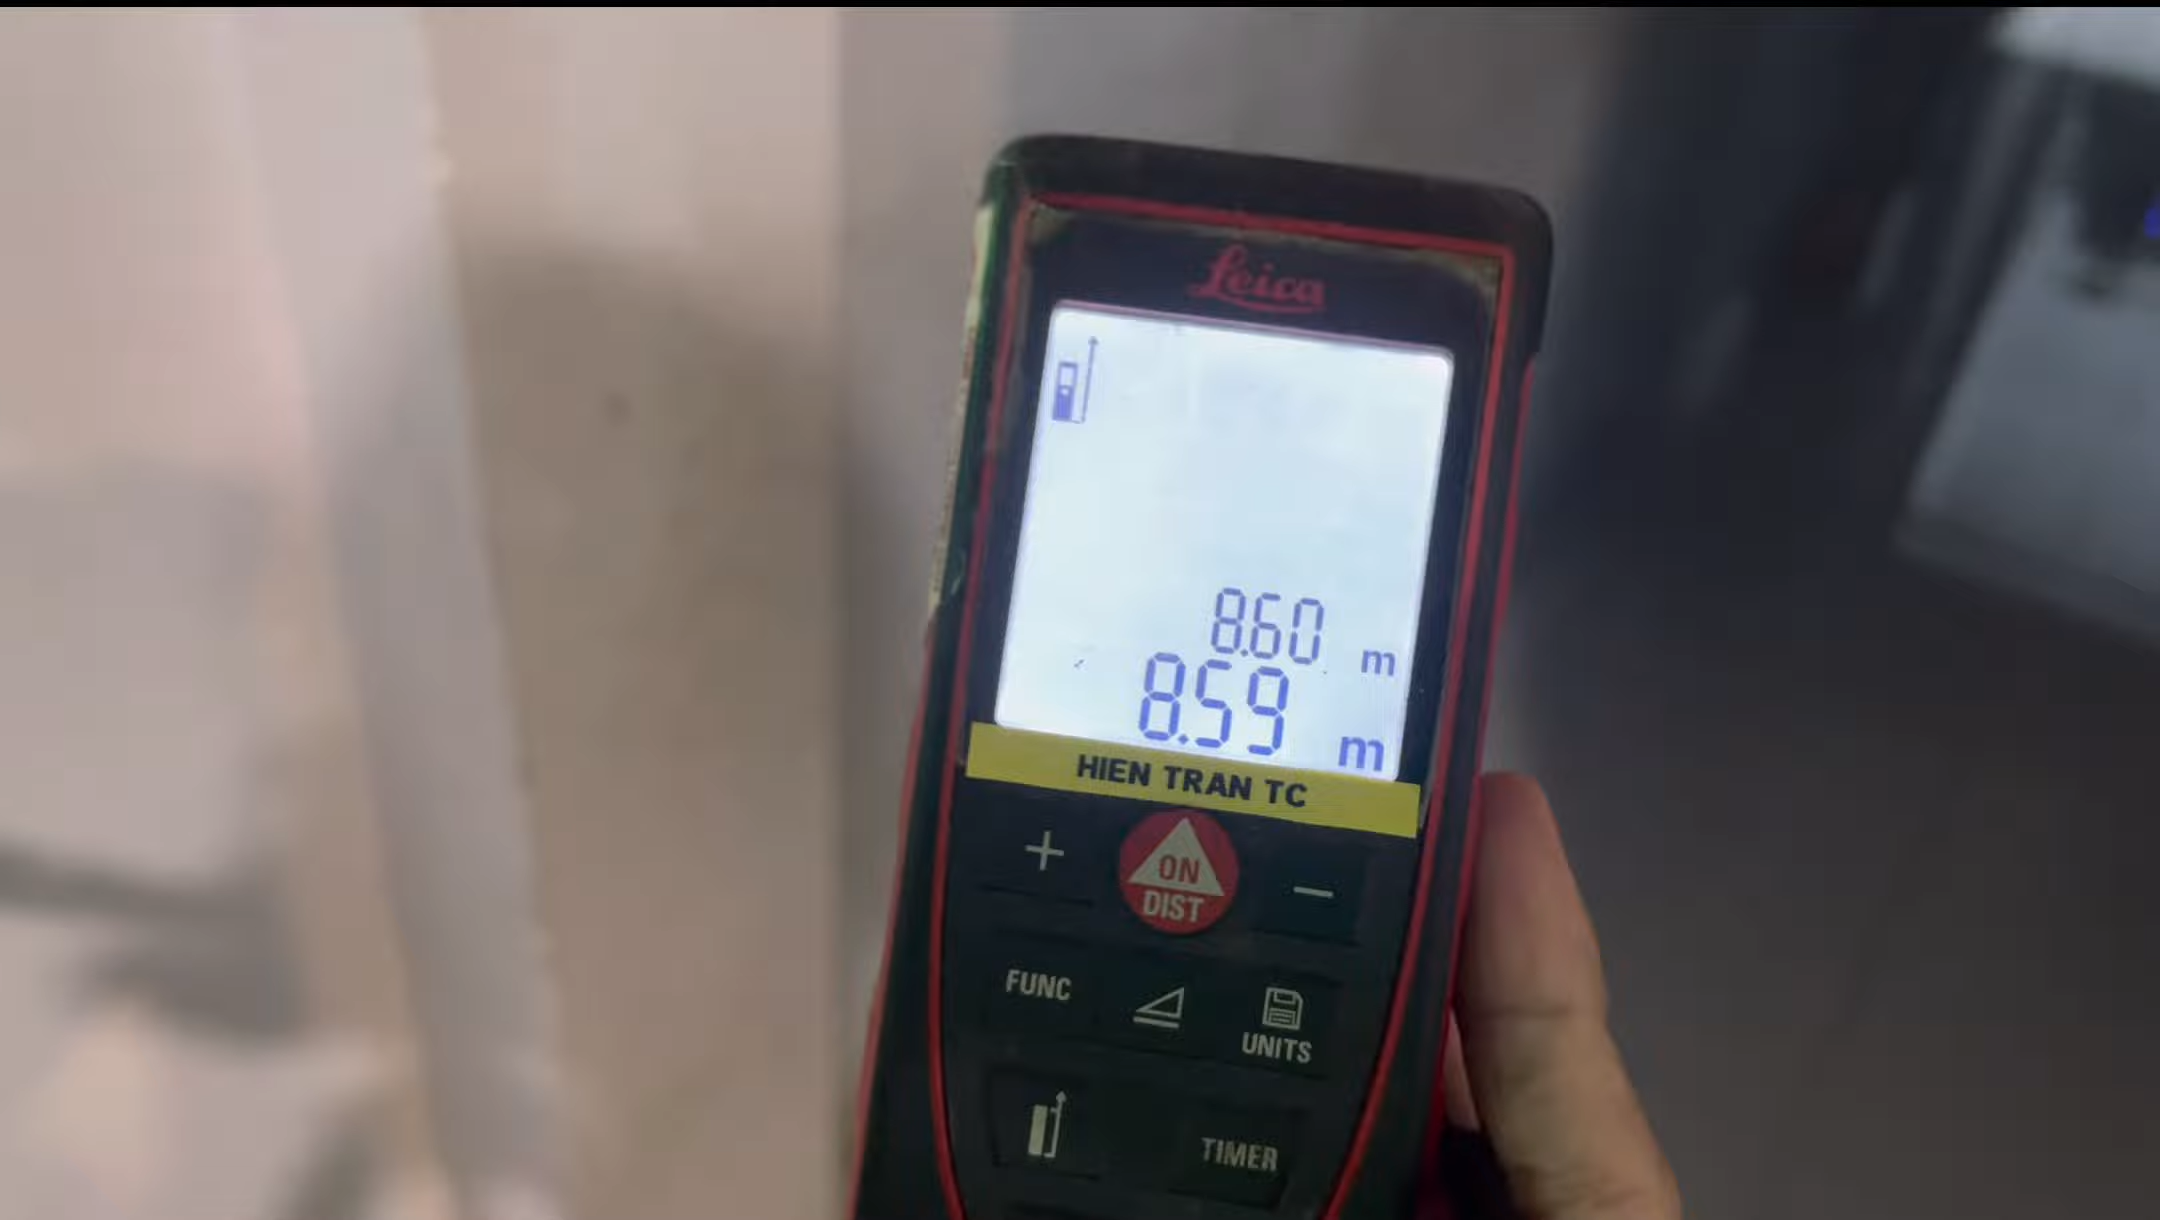 Leica
8.60 m
8.59 m
HIEN TRAN TC
+
ON
DIST
−
FUNC
UNITS
TIMER